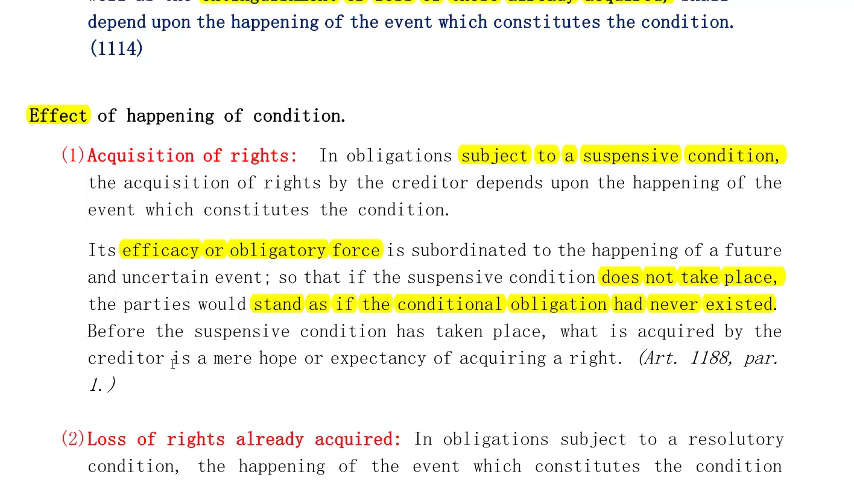 depend upon the happening of the event which constitutes the condition.
(1114)
Effect of happening of condition.
(1)Acquisition of rights: In obligations subject to a suspensive condition,
the acquisition of rights by the creditor depends upon the happening of the
event which constitutes the condition.
Its efficacy or obligatory force is subordinated to the happening of a future
and uncertain event; so that if the suspensive condition does not take place,
the parties would stand as if the conditional obligation had never existed.
Before the suspensive condition has taken place, what is acquired by the
creditor is a mere hope or expectancy of acquiring a right. (Art. 1188, par.
1.)
(2)Loss of rights already acquired: In obligations subject to a resolutory
condition, the happening of the event which constitutes the condition